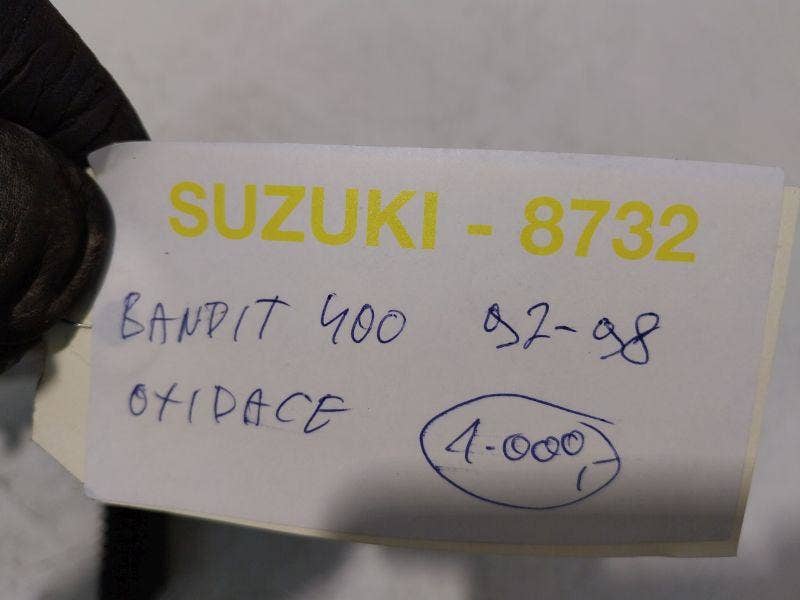 SUZUKI - 8732
BANDIT 400 92-98
OXIDACE
1.000,-